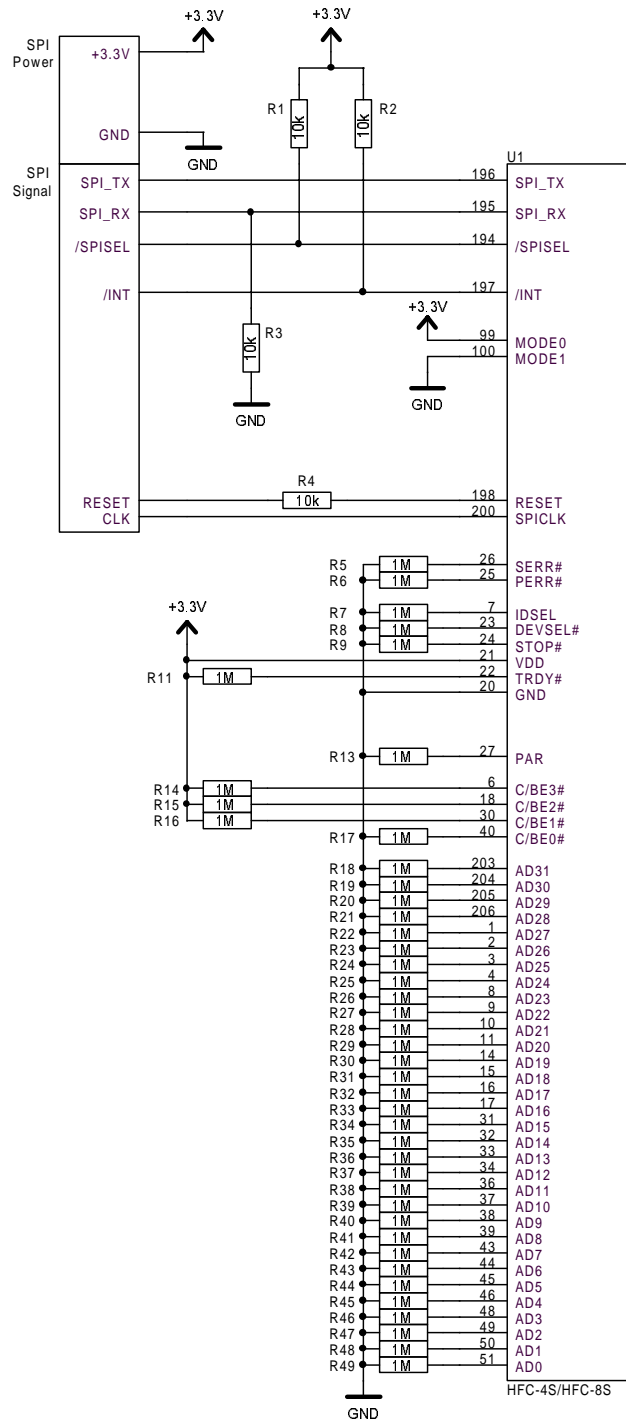 +3.3V
+3.3V
SPI Power
+3.3V
R1 10k
R2 10k
GND
GND
SPI Signal
U1
SPI_TX 196 SPI_TX
SPI_RX 195 SPI_RX
/SPISEL 194 /SPISEL
/INT 197 /INT
+3.3V
R3 10k
99 MODE0
100 MODE1
GND
GND
R4
RESET 10k 198 RESET
CLK 200 SPICLK
R5 1M 26 SERR#
R6 1M 25 PERR#
+3.3V
R7 1M 7 IDSEL
R8 1M 23 DEVSEL#
R9 1M 24 STOP#
21 VDD
R11 1M 22 TRDY#
20 GND
R13 1M 27 PAR
R14 1M 6 C/BE3#
R15 1M 18 C/BE2#
R16 1M 30 C/BE1#
R17 1M 40 C/BE0#
R18 1M 203 AD31
R19 1M 204 AD30
R20 1M 205 AD29
R21 1M 206 AD28
R22 1M 1 AD27
R23 1M 2 AD26
R24 1M 3 AD25
R25 1M 4 AD24
R26 1M 8 AD23
R27 1M 9 AD22
R28 1M 10 AD21
R29 1M 11 AD20
R30 1M 14 AD19
R31 1M 15 AD18
R32 1M 16 AD17
R33 1M 17 AD16
R34 1M 31 AD15
R35 1M 32 AD14
R36 1M 33 AD13
R37 1M 34 AD12
R38 1M 36 AD11
R39 1M 37 AD10
R40 1M 38 AD9
R41 1M 39 AD8
R42 1M 43 AD7
R43 1M 44 AD6
R44 1M 45 AD5
R45 1M 46 AD4
R46 1M 48 AD3
R47 1M 49 AD2
R48 1M 50 AD1
R49 1M 51 AD0
HFC-4S/HFC-8S
GND